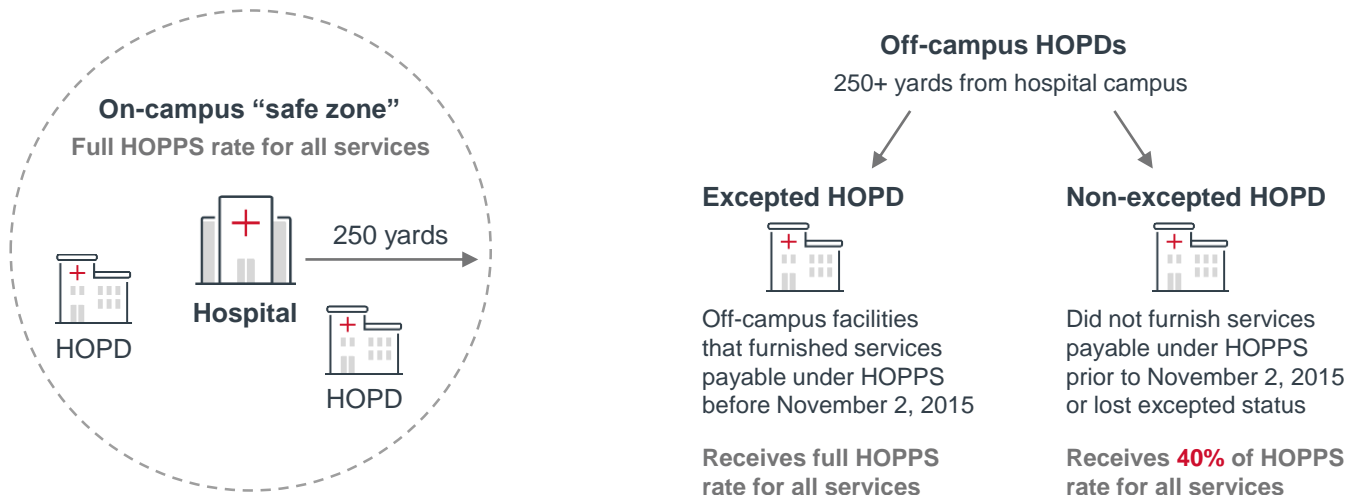 On-campus “safe zone”
Full HOPPS rate for all services
250 yards
Hospital
HOPD
HOPD
Off-campus HOPDs
250+ yards from hospital campus
Excepted HOPD
Off-campus facilities
that furnished services
payable under HOPPS
before November 2, 2015
Receives full HOPPS
rate for all services
Non-excepted HOPD
Did not furnish services
payable under HOPPS
prior to November 2, 2015
or lost excepted status
Receives 40% of HOPPS
rate for all services